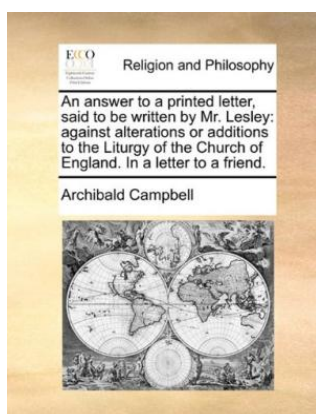 ECCO
Religion and Philosophy
An answer to a printed letter,
said to be written by Mr. Lesley:
against alterations or additions
to the Liturgy of the Church of
England. In a letter to a friend.
Archibald Campbell